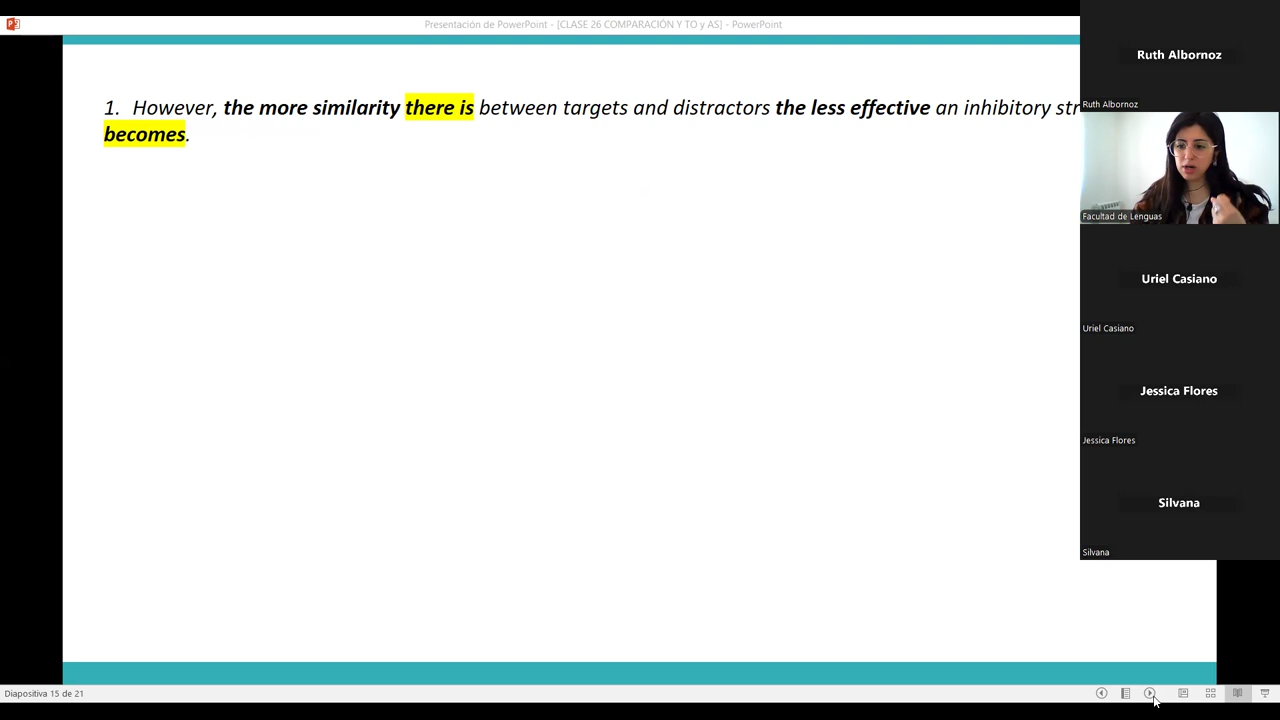 Presentación de PowerPoint - [CLASE 26 COMPARACIÓN Y TO y AS] - PowerPoint
1. However, the more similarity there is between targets and distractors the less effective an inhibitory
becomes.
Ruth Albornoz
Ruth Albornoz
Facultad de Lenguas
Uriel Casiano
Uriel Casiano
Jessica Flores
Jessica Flores
Silvana
Silvana
Diapositiva 15 de 21